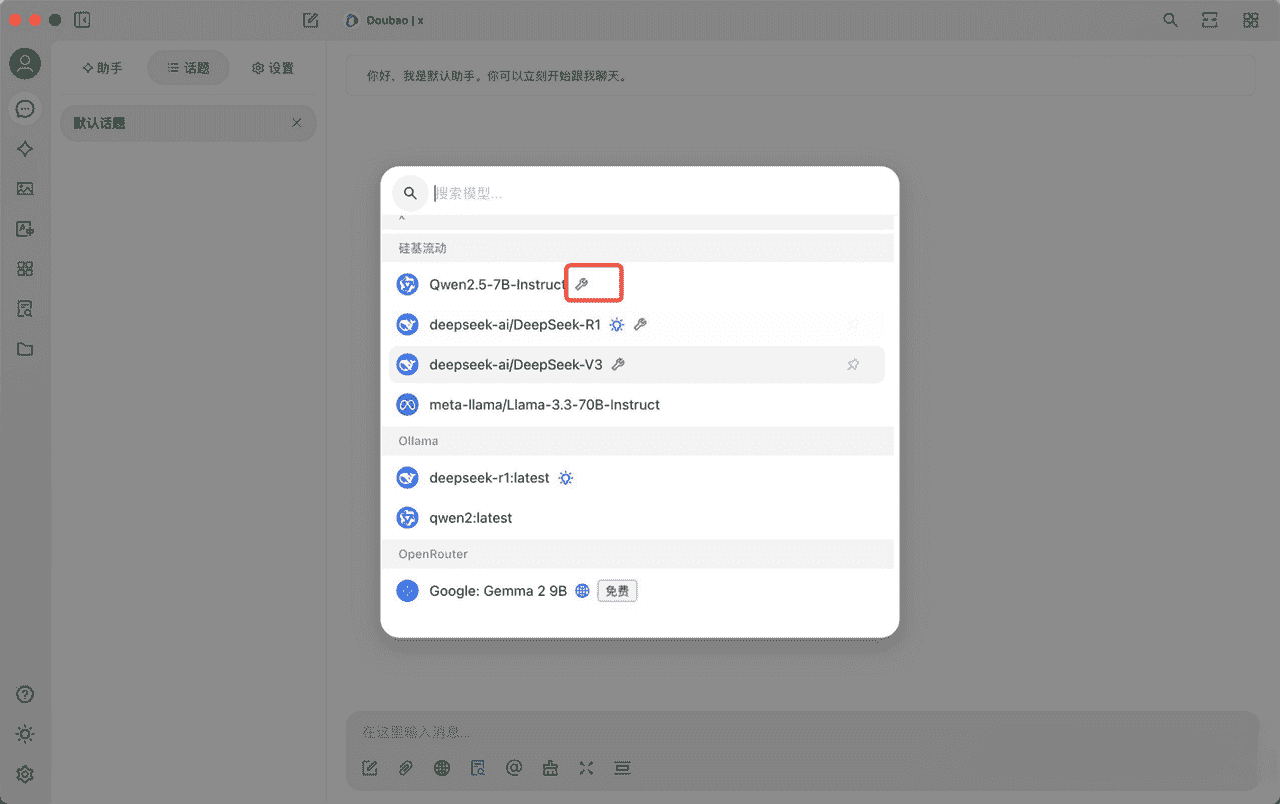 Doubao | x
助手
话题
设置
默认话题
你好，我是默认助手。你可以立刻开始跟我聊天。
搜索模型...
硅基流动
Qwen2.5-7B-Instruct
deepseek-ai/DeepSeek-R1
deepseek-ai/DeepSeek-V3
meta-llama/Llama-3.3-70B-Instruct
Ollama
deepseek-r1:latest
qwen2:latest
OpenRouter
Google: Gemma 2 9B 免费
在这里输入消息...